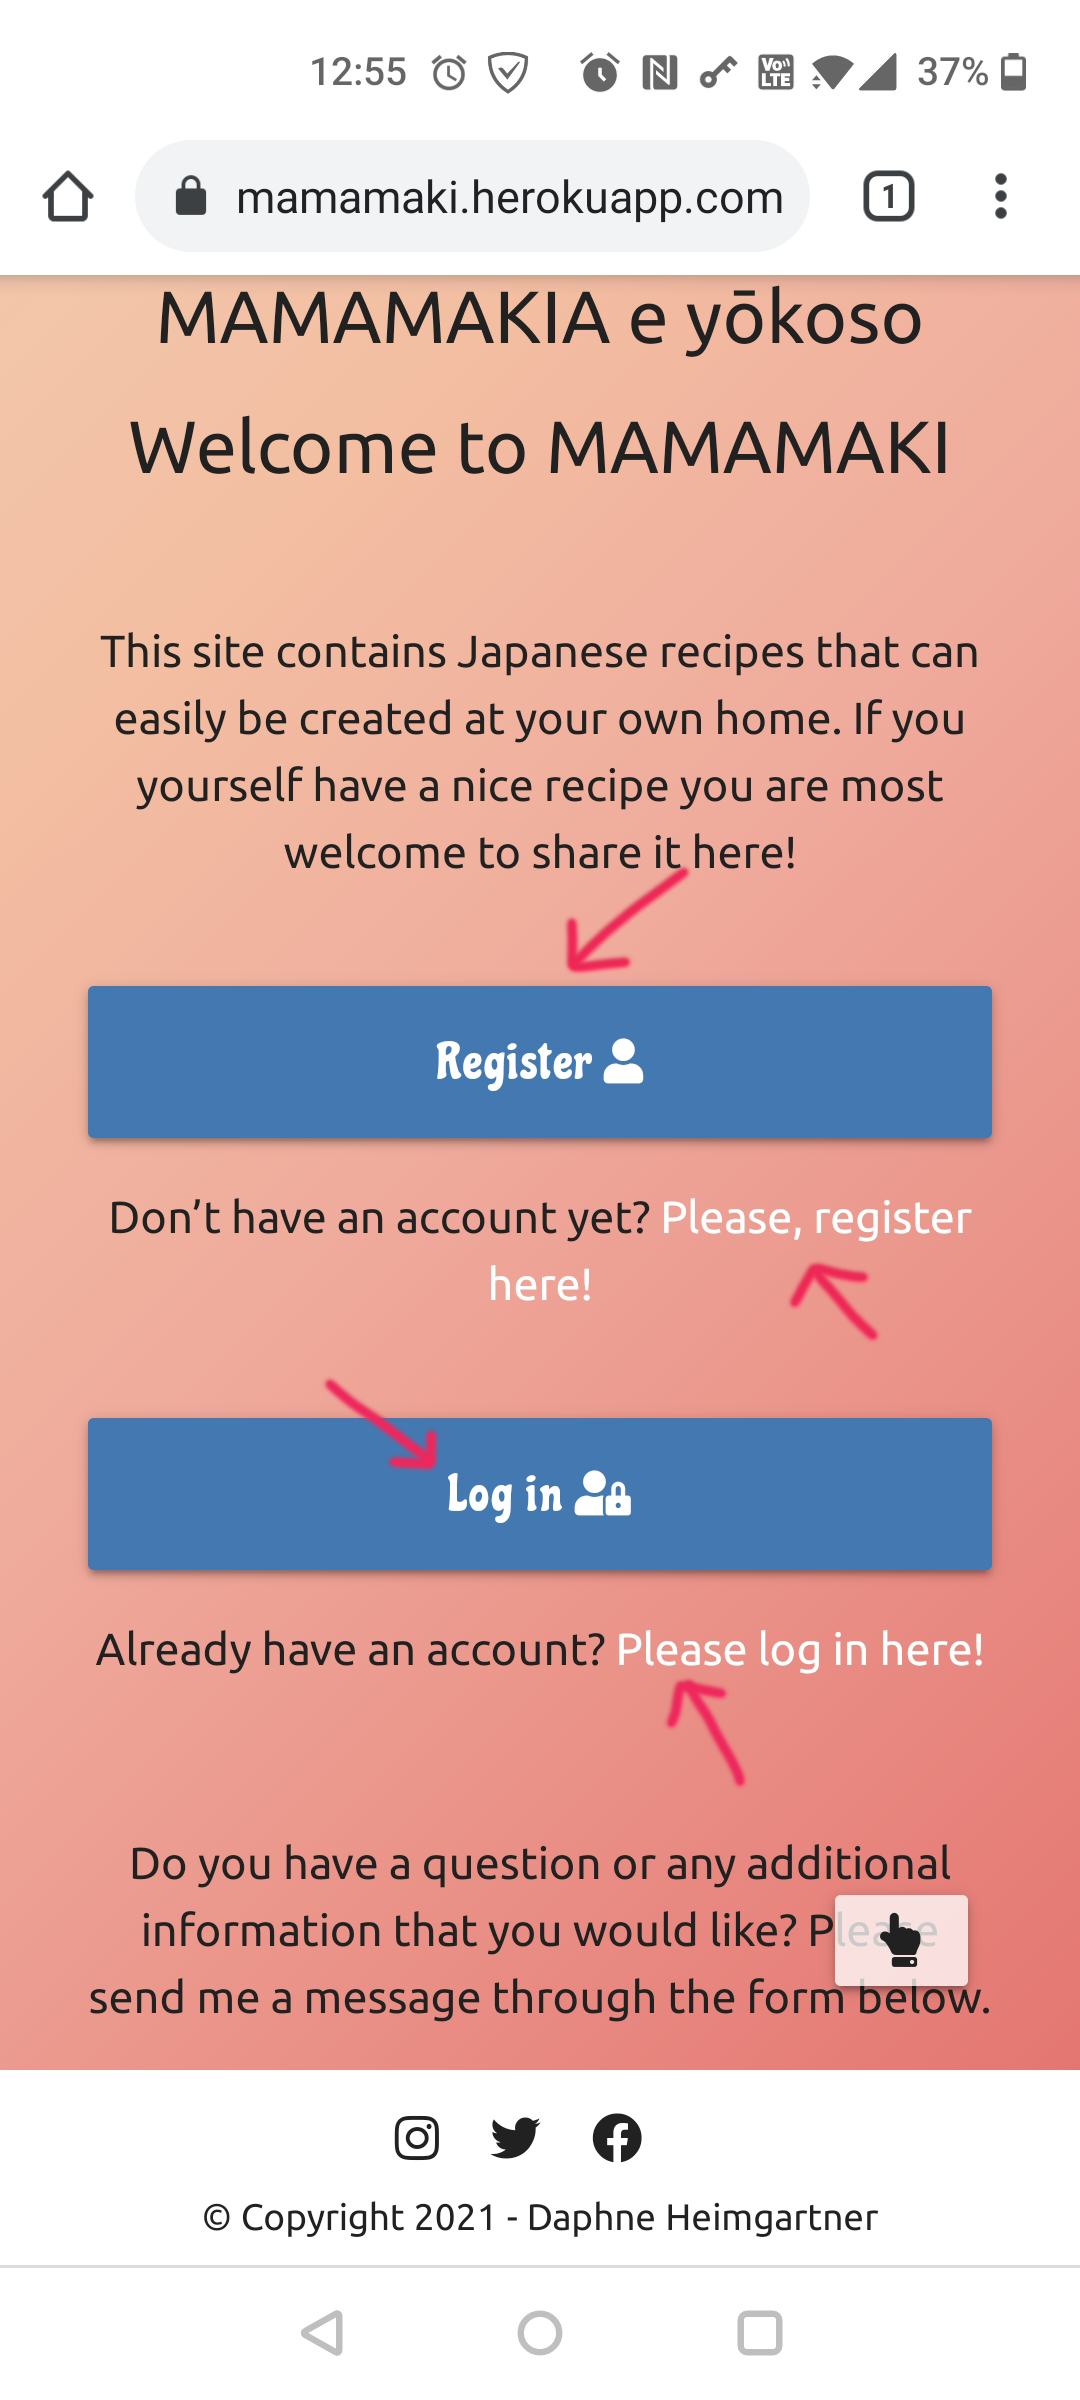 12:55
Vo LTE
37%
mamamaki.herokuapp.com
1
MAMAMAKIA e yōkoso
Welcome to MAMAMAKI
This site contains Japanese recipes that can
easily be created at your own home. If you
yourself have a nice recipe you are most
welcome to share it here!
Register
Don’t have an account yet? Please, register
here!
Log in
Already have an account? Please log in here!
Do you have a question or any additional
information that you would like? Please
send me a message through the form below.
© Copyright 2021 - Daphne Heimgartner